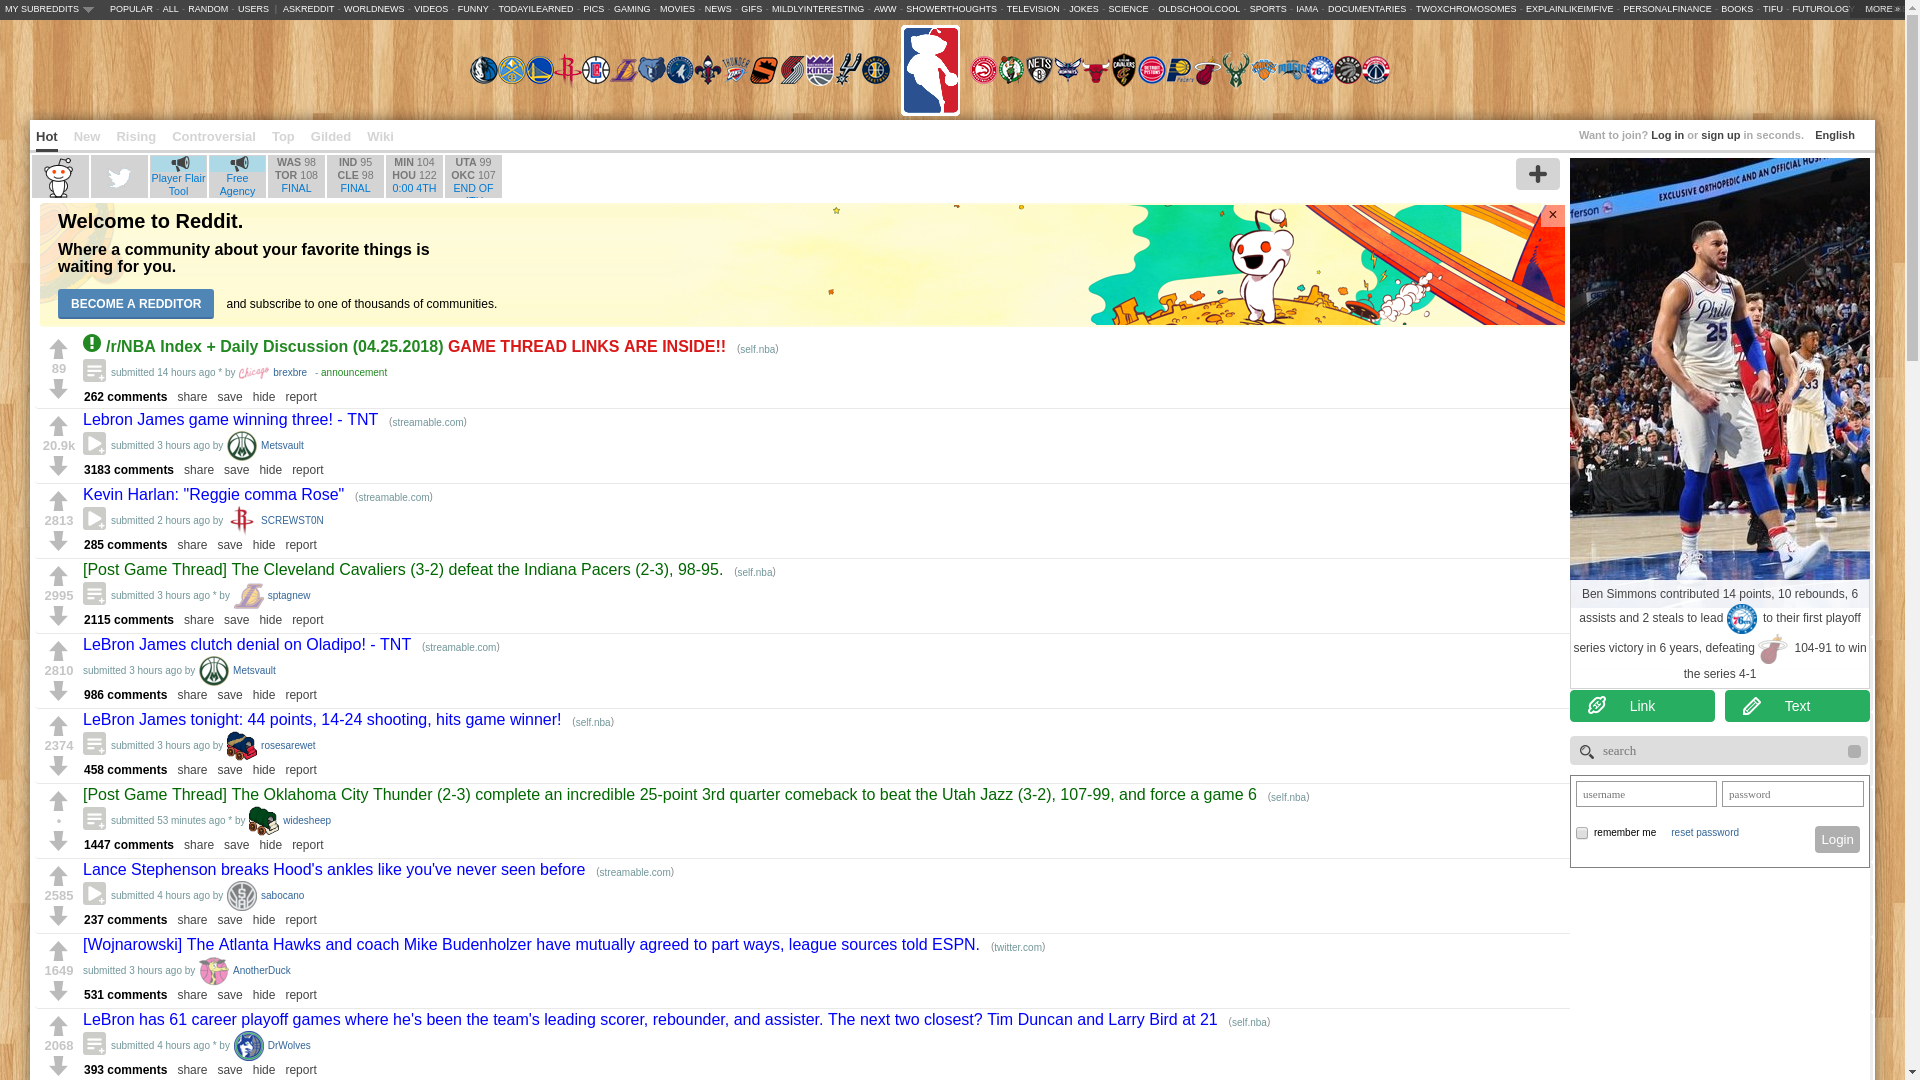 MY SUBREDDITS POPULAR - ALL - RANDOM - USERS | ASKREDDIT - WORLDNEWS - VIDEOS - FUNNY - TODAYILEARNED - PICS - GAMING - MOVIES - NEWS - GIFS - MILDLYINTERESTING - AWW - SHOWERTHOUGHTS - TELEVISION - JOKES - SCIENCE - OLDSCHOOLCOOL - SPORTS - IAMA - DOCUMENTARIES - TWOXCHROMOSOMES - EXPLAINLIKEIMFIVE - PERSONALFINANCE - BOOKS - TIFU - FUTUROLOGY MORE »
Hot New Rising Controversial Top Gilded Wiki
Want to join? Log in or sign up in seconds. English
Player Flair Tool
Free Agency
WAS 98
TOR 108
FINAL
IND 95
CLE 98
FINAL
MIN 104
HOU 122
0:00 4TH
UTA 99
OKC 107
END OF
Welcome to Reddit.
Where a community about your favorite things is
waiting for you.
BECOME A REDDITOR and subscribe to one of thousands of communities.
×
/r/NBA Index + Daily Discussion (04.25.2018) GAME THREAD LINKS ARE INSIDE!! (self.nba)
89
submitted 14 hours ago * by Chicago brexbre - announcement
262 comments share save hide report
Lebron James game winning three! - TNT (streamable.com)
20.9k
submitted 3 hours ago by Metsvault
3183 comments share save hide report
Kevin Harlan: "Reggie comma Rose" (streamable.com)
2813
submitted 2 hours ago by SCREWST0N
285 comments share save hide report
[Post Game Thread] The Cleveland Cavaliers (3-2) defeat the Indiana Pacers (2-3), 98-95. (self.nba)
2995
submitted 3 hours ago * by sptagnew
2115 comments share save hide report
LeBron James clutch denial on Oladipo! - TNT (streamable.com)
2810
submitted 3 hours ago by Metsvault
986 comments share save hide report
LeBron James tonight: 44 points, 14-24 shooting, hits game winner! (self.nba)
2374
submitted 3 hours ago by rosesarewet
458 comments share save hide report
[Post Game Thread] The Oklahoma City Thunder (2-3) complete an incredible 25-point 3rd quarter comeback to beat the Utah Jazz (3-2), 107-99, and force a game 6 (self.nba)
•
submitted 53 minutes ago * by widesheep
1447 comments share save hide report
Lance Stephenson breaks Hood's ankles like you've never seen before (streamable.com)
2585
submitted 4 hours ago by sabocano
237 comments share save hide report
[Wojnarowski] The Atlanta Hawks and coach Mike Budenholzer have mutually agreed to part ways, league sources told ESPN. (twitter.com)
1649
submitted 3 hours ago by AnotherDuck
531 comments share save hide report
LeBron has 61 career playoff games where he's been the team's leading scorer, rebounder, and assister. The next two closest? Tim Duncan and Larry Bird at 21 (self.nba)
2068
submitted 4 hours ago * by DrWolves
393 comments share save hide report
EXCLUSIVE ORTHOPEDIC AND AN OFFICIAL
Phila
25
33
Ben Simmons contributed 14 points, 10 rebounds, 6
assists and 2 steals to lead to their first playoff
series victory in 6 years, defeating 104-91 to win
the series 4-1
Link Text
search
username password
remember me reset password Login